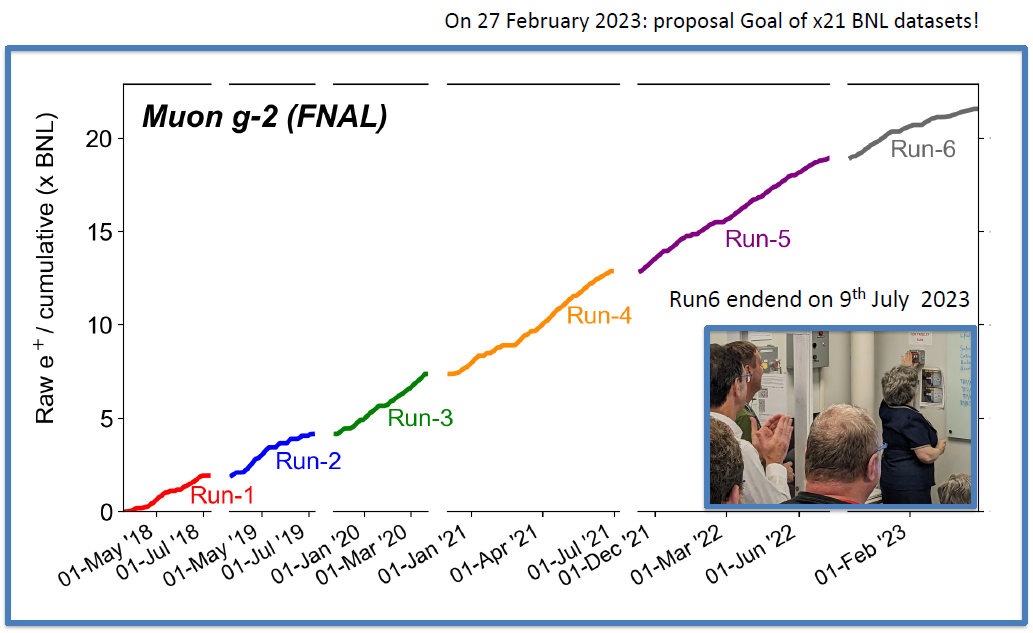 On 27 February 2023: proposal Goal of x21 BNL datasets!
Muon g-2 (FNAL)
Raw e+ / cumulative (x BNL)
20
15
10
5
0
Run-1
Run-2
Run-3
Run-4
Run-5
Run-6
Run6 endend on 9th July 2023
01-May '18
01-Jul '18
01-May '19
01-Jul '19
01-Jan '20
01-Mar '20
01-Jan '21
01-Apr '21
01-Jul '21
01-Dec '21
01-Mar '22
01-Jun '22
01-Feb '23